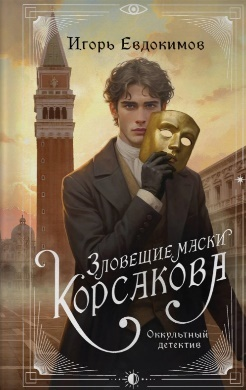 Игорь Евдокимов
Зловещие маски
Корсакова
Оккультный
детектив